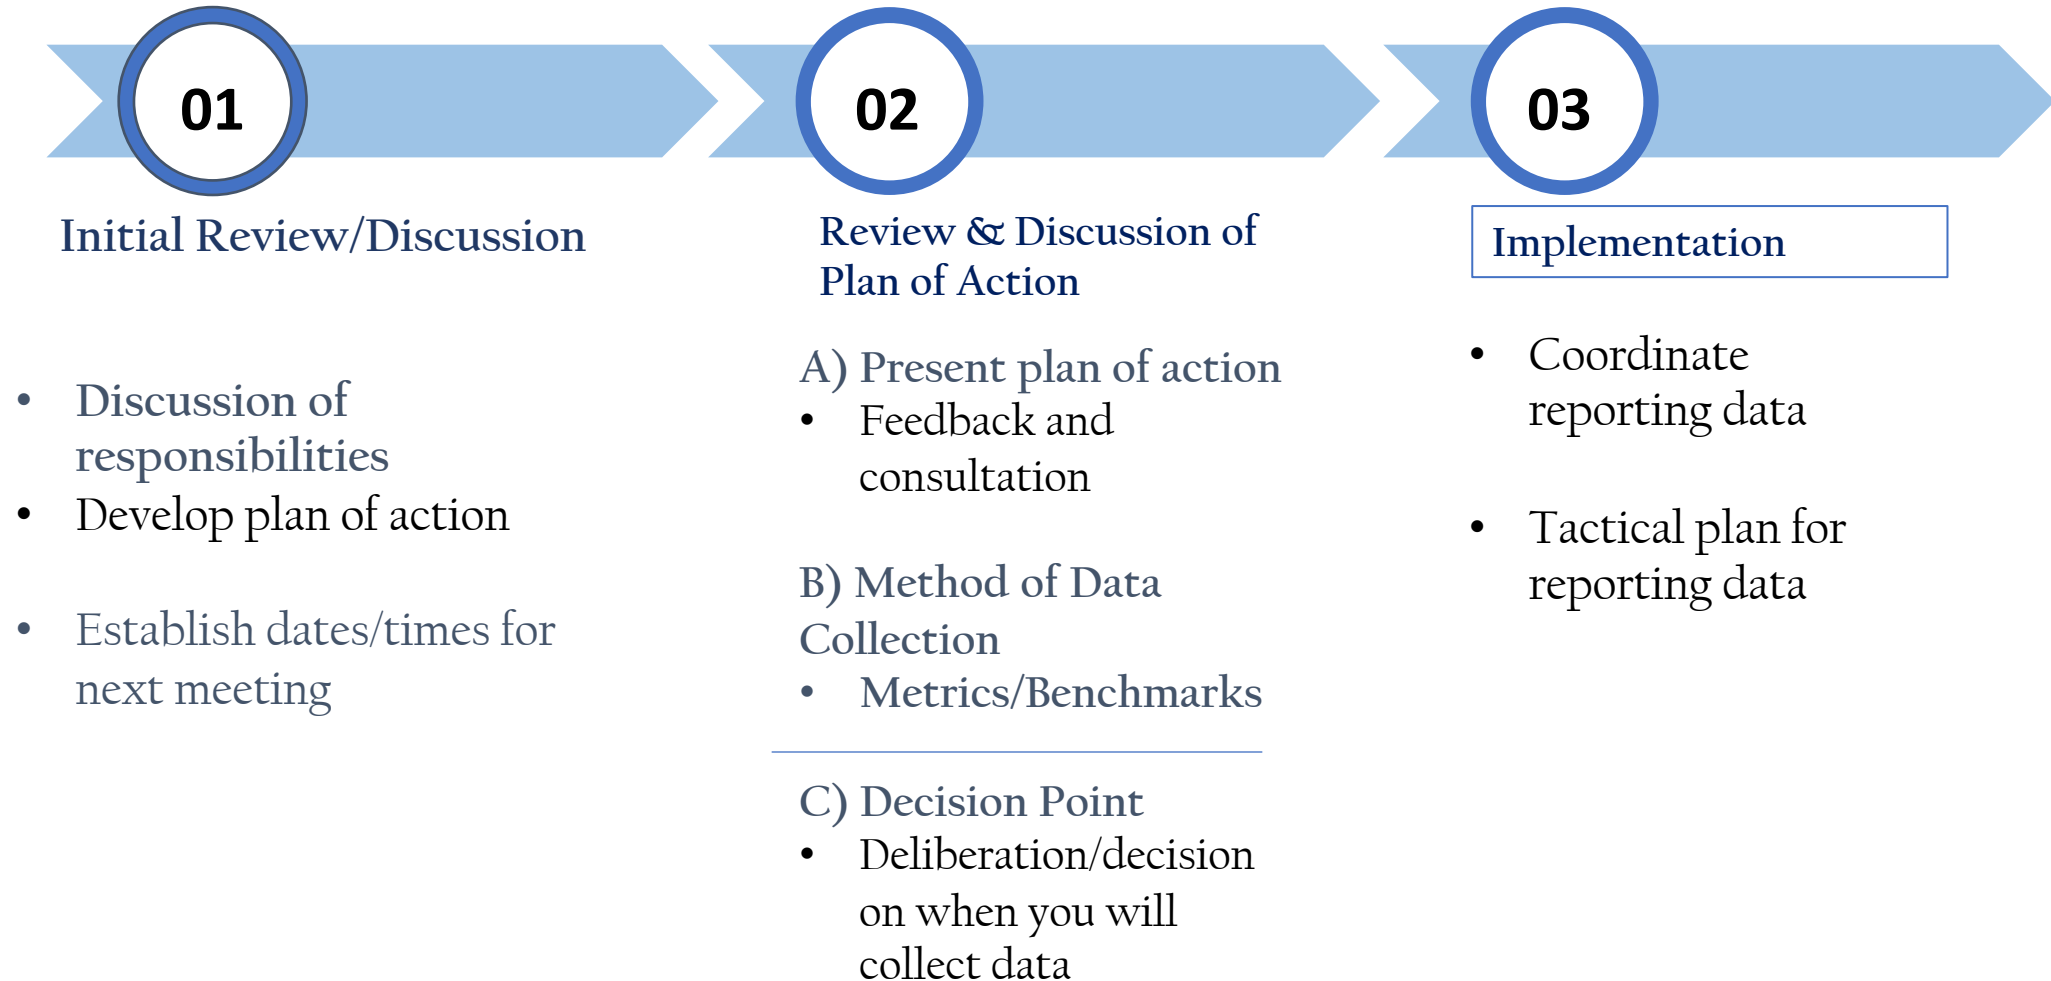 01
Initial Review/Discussion
• Discussion of
responsibilities
• Develop plan of action
• Establish dates/times for
next meeting
02
Review & Discussion of
Plan of Action
A) Present plan of action
• Feedback and
consultation
B) Method of Data
Collection
• Metrics/Benchmarks
C) Decision Point
• Deliberation/decision
on when you will
collect data
03
Implementation
• Coordinate
reporting data
• Tactical plan for
reporting data